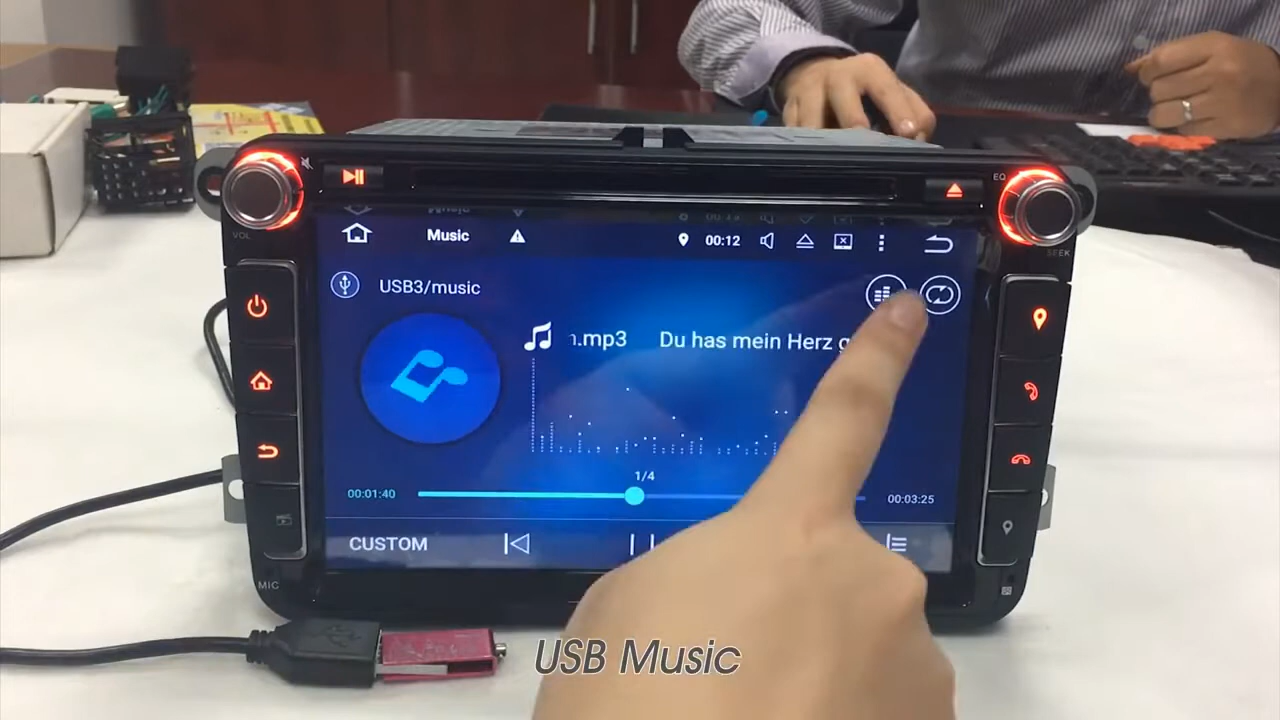 EQ
VOL
SEEK
Music
00:12
USB3/music
.mp3 Du has mein Herz
1/4
00:01:40
00:03:25
CUSTOM
MIC
USB Music